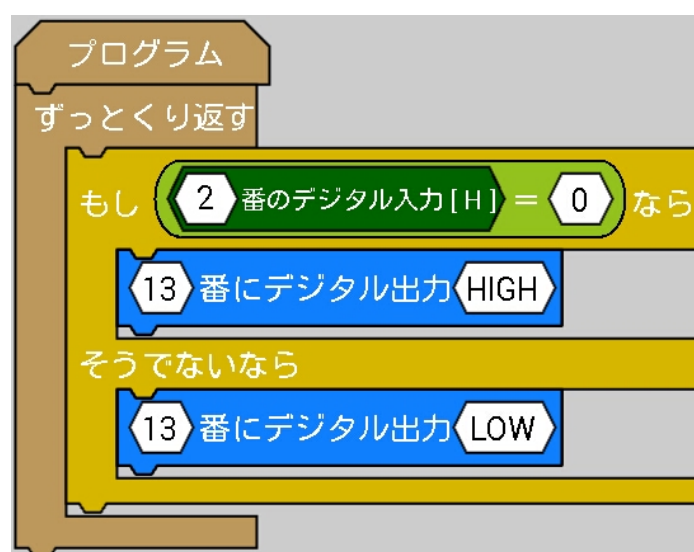 プログラム
ずっとくり返す
もし 2 番のデジタル入力[H] = 0 なら
13 番にデジタル出力 HIGH
そうでないなら
13 番にデジタル出力 LOW